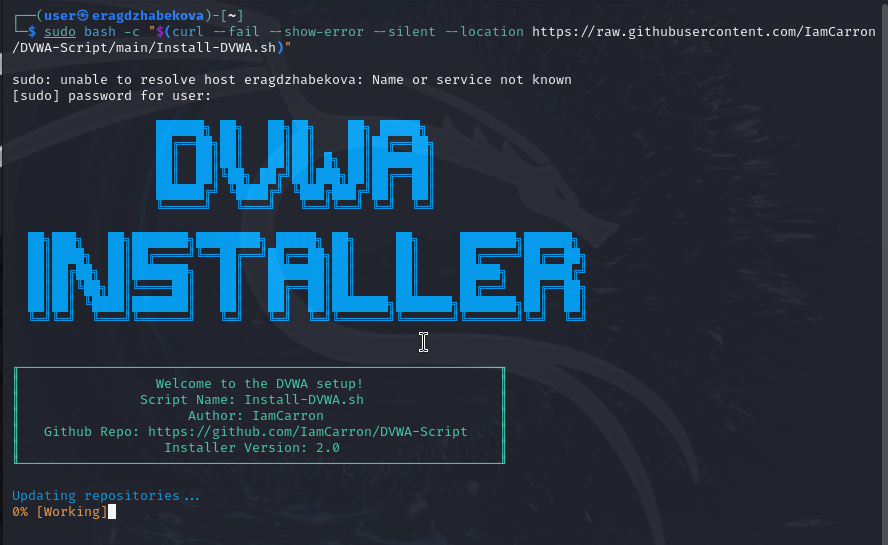 ┌──(user㉿eragdzhabekova)-[~]
└─$ sudo bash -c "$(curl --fail --show-error --silent --location https://raw.githubusercontent.com/IamCarron
/DVWA-Script/main/Install-DVWA.sh)"
sudo: unable to resolve host eragdzhabekova: Name or service not known
[sudo] password for user:
DVWA
INSTALLER
Welcome to the DVWA setup!
Script Name: Install-DVWA.sh
Author: IamCarron
Github Repo: https://github.com/IamCarron/DVWA-Script
Installer Version: 2.0
Updating repositories...
0% [Working]